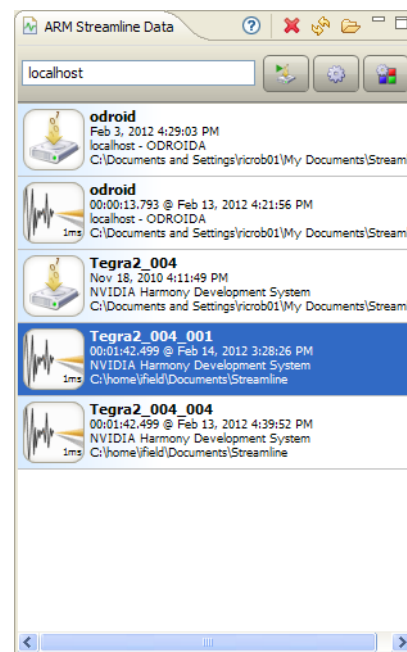 ARM Streamline Data
localhost
odroid
Feb 3, 2012 4:29:03 PM
localhost - ODROIDA
C:\Documents and Settings\ricrob01\My Documents\Stream
odroid
00:00:13.793 @ Feb 13, 2012 4:21:56 PM
localhost - ODROIDA
C:\Documents and Settings\ricrob01\My Documents\Stream
1ms
Tegra2_004
Nov 18, 2010 4:11:49 PM
NVIDIA Harmony Development System
C:\Documents and Settings\ricrob01\My Documents\Stream
Tegra2_004_001
00:01:42.499 @ Feb 14, 2012 3:28:26 PM
NVIDIA Harmony Development System
C:\home\ifield\Documents\Streamline
1ms
Tegra2_004_004
00:01:42.499 @ Feb 13, 2012 4:39:52 PM
NVIDIA Harmony Development System
C:\home\ifield\Documents\Streamline
1ms